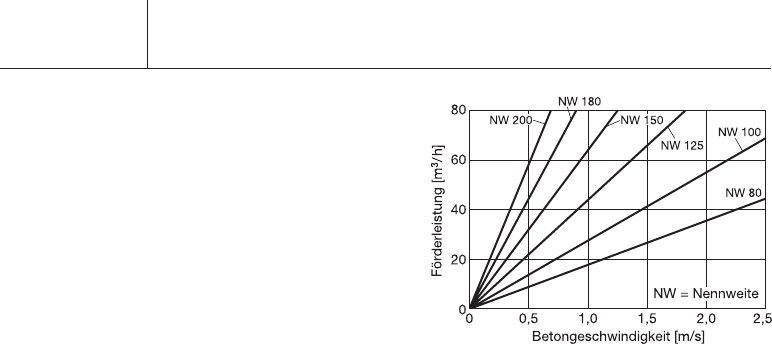 80
60
40
20
0
Förderleistung [m³/h]
NW 200
NW 180
NW 150
NW 125
NW 100
NW 80
NW = Nennweite
0 0,5 1,0 1,5 2,0 2,5
Betongeschwindigkeit [m/s]